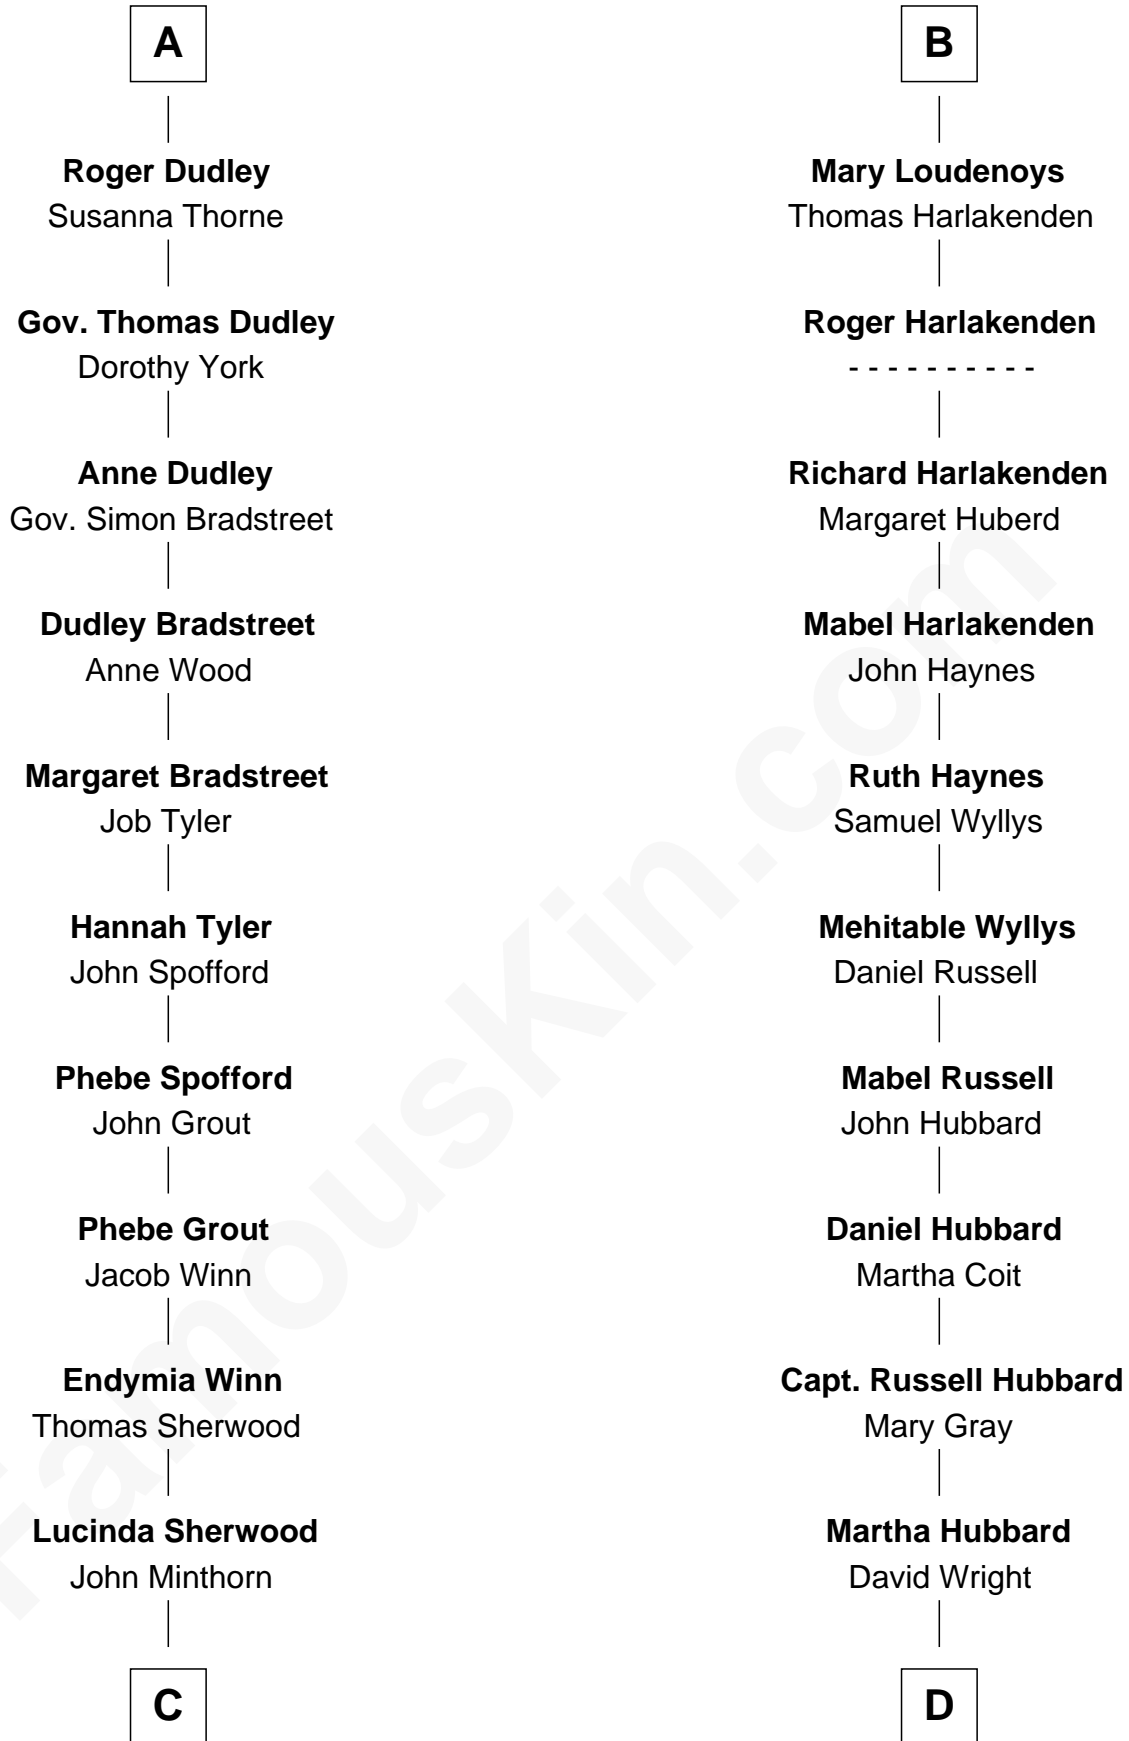 A
Roger Dudley
Susanna Thorne
Gov. Thomas Dudley
Dorothy York
Anne Dudley
Gov. Simon Bradstreet
Dudley Bradstreet
Anne Wood
Margaret Bradstreet
Job Tyler
Hannah Tyler
John Spofford
Phebe Spofford
John Grout
Phebe Grout
Jacob Winn
Endymia Winn
Thomas Sherwood
Lucinda Sherwood
John Minthorn
C
B
Mary Loudenoys
Thomas Harlakenden
Roger Harlakenden
- - - - - - - - - -
Richard Harlakenden
Margaret Huberd
Mabel Harlakenden
John Haynes
Ruth Haynes
Samuel Wyllys
Mehitable Wyllys
Daniel Russell
Mabel Russell
John Hubbard
Daniel Hubbard
Martha Coit
Capt. Russell Hubbard
Mary Gray
Martha Hubbard
David Wright
D
FamousKin.com